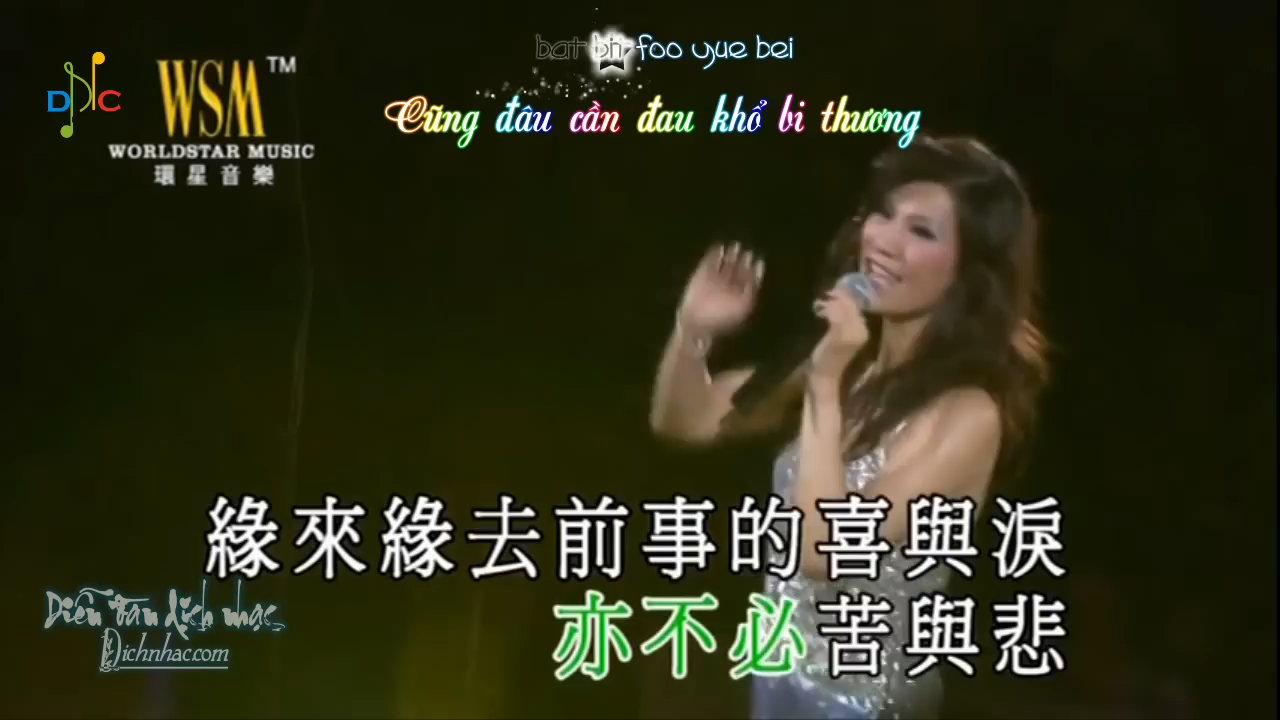 bat bit foo yue bei
Cũng đâu cần đau khổ bi thương
DNC
WSM™
WORLDSTAR MUSIC
環星音樂
緣來緣去前事的喜與淚
亦不必苦與悲
Diễn đàn dịch nhạc
Dichnhac.com